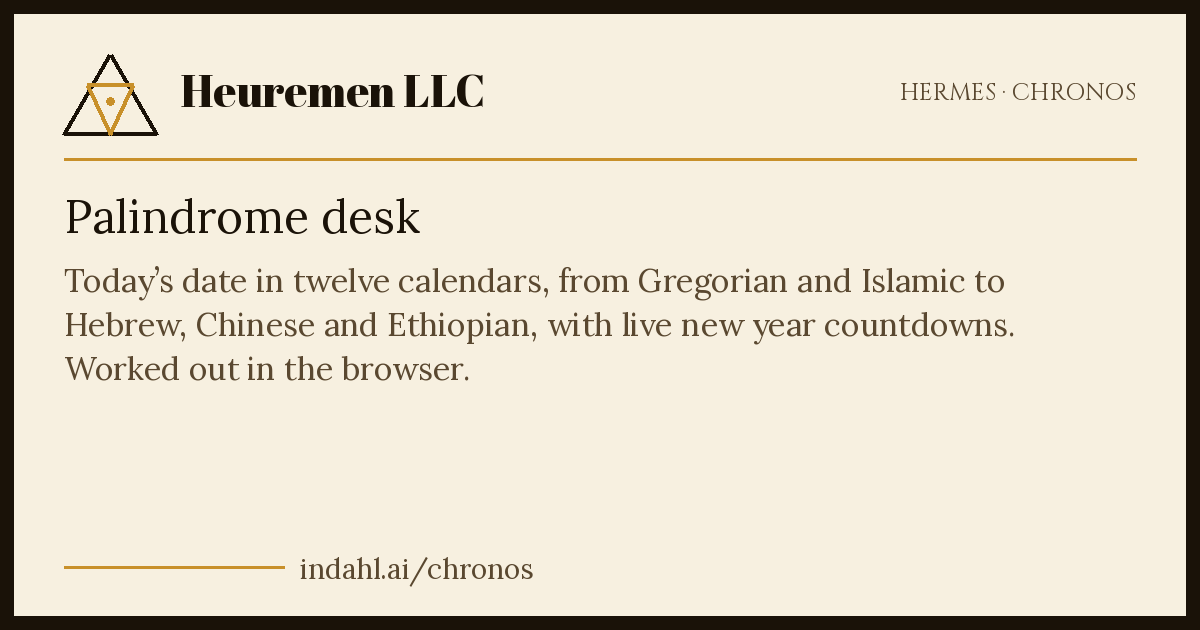 Heuremen LLC
HERMES · CHRONOS
Palindrome desk
Today’s date in twelve calendars, from Gregorian and Islamic to
Hebrew, Chinese and Ethiopian, with live new year countdowns.
Worked out in the browser.
indahl.ai/chronos